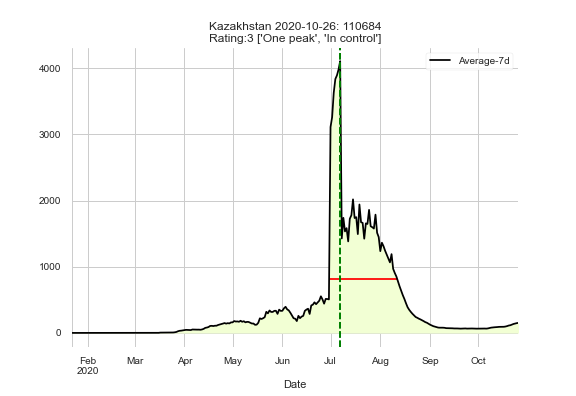 Kazakhstan 2020-10-26: 110684
Rating:3 ['One peak', 'In control']
Average-7d
4000
3000
2000
1000
0
Feb Mar Apr May Jun Jul Aug Sep Oct
2020
Date